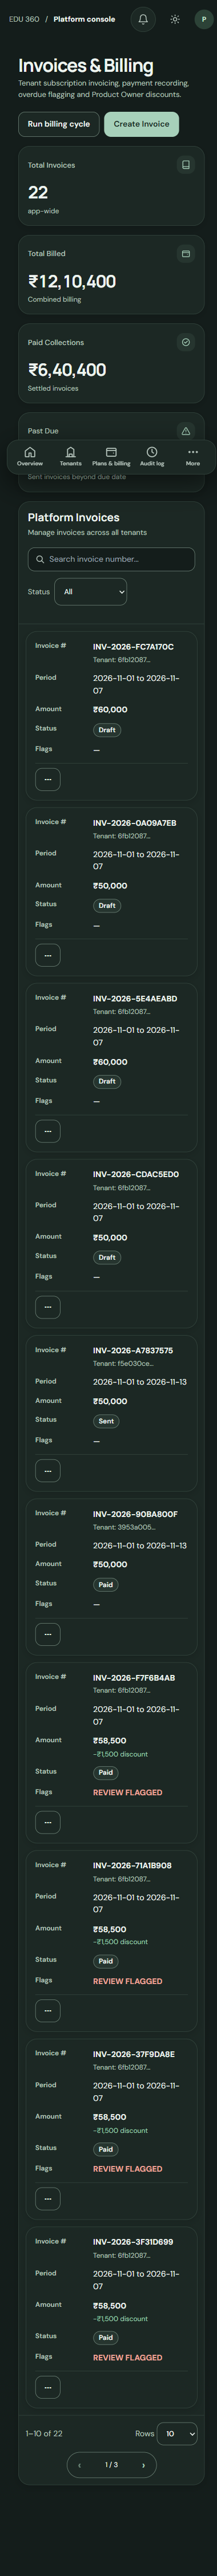 EDU 360 / Platform console
P
Invoices & Billing
Tenant subscription invoicing, payment recording,
overdue flagging and Product Owner discounts.
Run billing cycle
Create Invoice
Total Invoices
22
app-wide
Total Billed
₹12,10,400
Combined billing
Paid Collections
₹6,40,400
Settled invoices
Past Due
Overview
Tenants
Plans & billing
Audit log
More
Sent invoices beyond due date
Platform Invoices
Manage invoices across all tenants
Search invoice number...
Status All
Invoice # INV-2026-FC7A170C
Tenant: 6fb12087...
Period 2026-11-01 to 2026-11-
07
Amount ₹60,000
Status Draft
Flags —
...
Invoice # INV-2026-0A09A7EB
Tenant: 6fb12087...
Period 2026-11-01 to 2026-11-
07
Amount ₹50,000
Status Draft
Flags —
...
Invoice # INV-2026-5E4AEABD
Tenant: 6fb12087...
Period 2026-11-01 to 2026-11-
07
Amount ₹60,000
Status Draft
Flags —
...
Invoice # INV-2026-CDAC5ED0
Tenant: 6fb12087...
Period 2026-11-01 to 2026-11-
07
Amount ₹50,000
Status Draft
Flags —
...
Invoice # INV-2026-A7837575
Tenant: f5e030ce...
Period 2026-11-01 to 2026-11-13
Amount ₹50,000
Status Sent
Flags —
...
Invoice # INV-2026-90BA800F
Tenant: 3953a005...
Period 2026-11-01 to 2026-11-13
Amount ₹50,000
Status Paid
Flags —
...
Invoice # INV-2026-F7F6B4AB
Tenant: 6fb12087...
Period 2026-11-01 to 2026-11-
07
Amount ₹58,500
-₹1,500 discount
Status Paid
Flags REVIEW FLAGGED
...
Invoice # INV-2026-71A1B908
Tenant: 6fb12087...
Period 2026-11-01 to 2026-11-
07
Amount ₹58,500
-₹1,500 discount
Status Paid
Flags REVIEW FLAGGED
...
Invoice # INV-2026-37F9DA8E
Tenant: 6fb12087...
Period 2026-11-01 to 2026-11-
07
Amount ₹58,500
-₹1,500 discount
Status Paid
Flags REVIEW FLAGGED
...
Invoice # INV-2026-3F31D699
Tenant: 6fb12087...
Period 2026-11-01 to 2026-11-
07
Amount ₹58,500
-₹1,500 discount
Status Paid
Flags REVIEW FLAGGED
...
1–10 of 22 Rows 10
‹ 1 / 3 ›